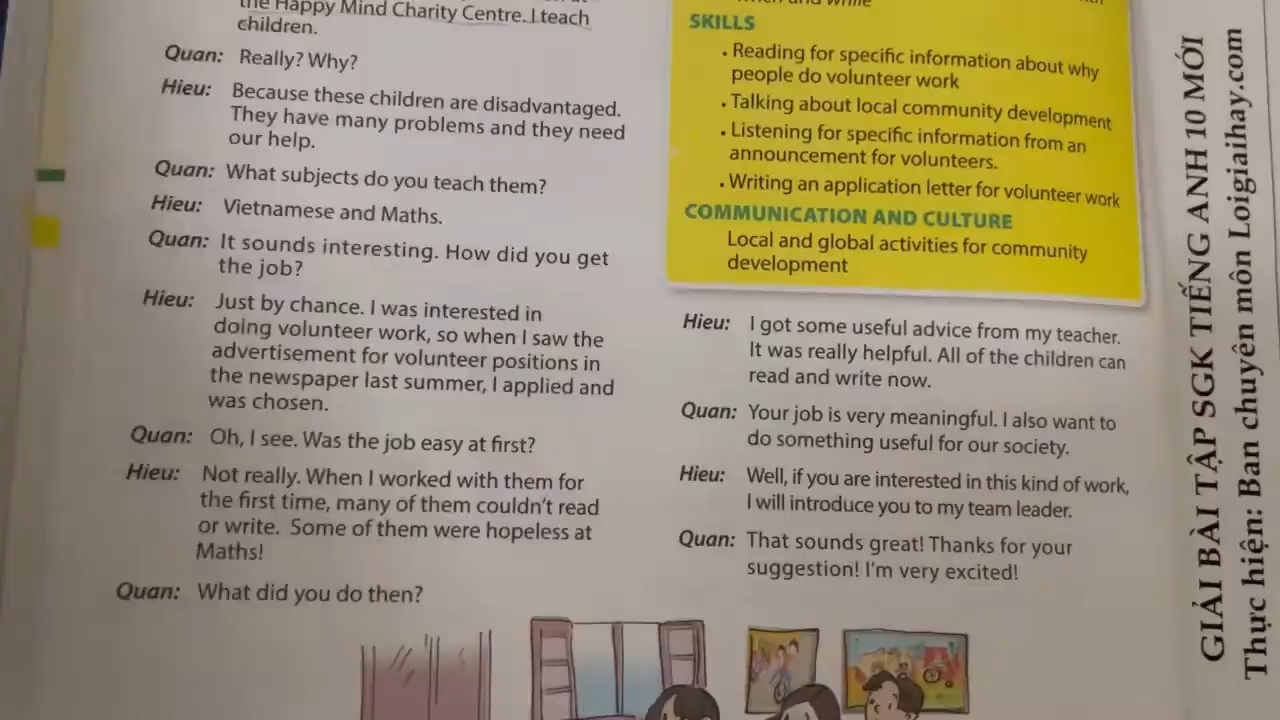 the Happy Mind Charity Centre. I teach
children.
Quan: Really? Why?
Hieu: Because these children are disadvantaged.
They have many problems and they need
our help.
Quan: What subjects do you teach them?
Hieu: Vietnamese and Maths.
Quan: It sounds interesting. How did you get
the job?
Hieu: Just by chance. I was interested in
doing volunteer work, so when I saw the
advertisement for volunteer positions in
the newspaper last summer, I applied and
was chosen.
Quan: Oh, I see. Was the job easy at first?
Hieu: Not really. When I worked with them for
the first time, many of them couldn't read
or write. Some of them were hopeless at
Maths!
Quan: What did you do then?
SKILLS
• Reading for specific information about why
people do volunteer work
• Talking about local community development
• Listening for specific information from an
announcement for volunteers.
• Writing an application letter for volunteer work
COMMUNICATION AND CULTURE
Local and global activities for community
development
Hieu: I got some useful advice from my teacher.
It was really helpful. All of the children can
read and write now.
Quan: Your job is very meaningful. I also want to
do something useful for our society.
Hieu: Well, if you are interested in this kind of work,
I will introduce you to my team leader.
Quan: That sounds great! Thanks for your
suggestion! I'm very excited!
GIẢI BÀI TẬP SGK TIẾNG ANH 10 MỚI
Thực hiện: Ban chuyên môn Loigiaihay.com